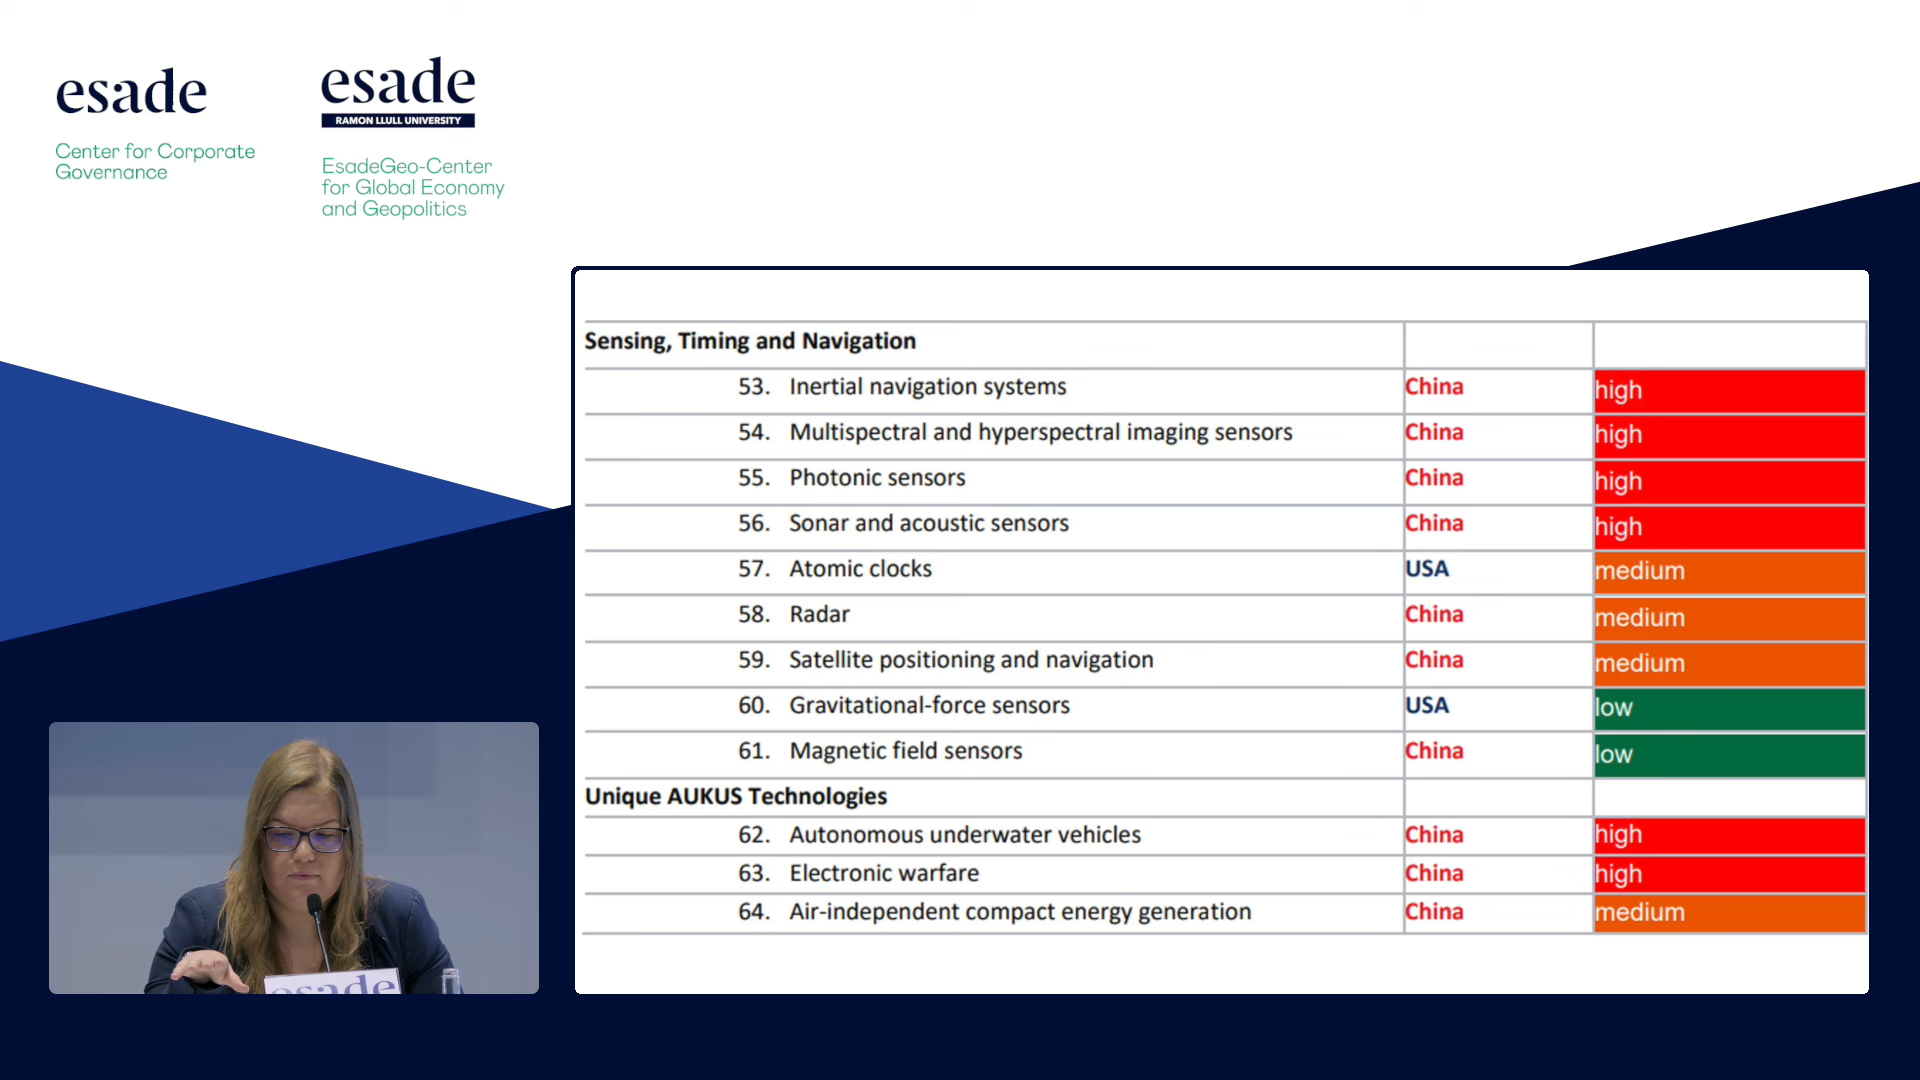 esade
Center for Corporate
Governance
esade
RAMON LLULL UNIVERSITY
EsadeGeo-Center
for Global Economy
and Geopolitics
Sensing, Timing and Navigation
53. Inertial navigation systems China high
54. Multispectral and hyperspectral imaging sensors China high
55. Photonic sensors China high
56. Sonar and acoustic sensors China high
57. Atomic clocks USA medium
58. Radar China medium
59. Satellite positioning and navigation China medium
60. Gravitational-force sensors USA low
61. Magnetic field sensors China low
Unique AUKUS Technologies
62. Autonomous underwater vehicles China high
63. Electronic warfare China high
64. Air-independent compact energy generation China medium
esade